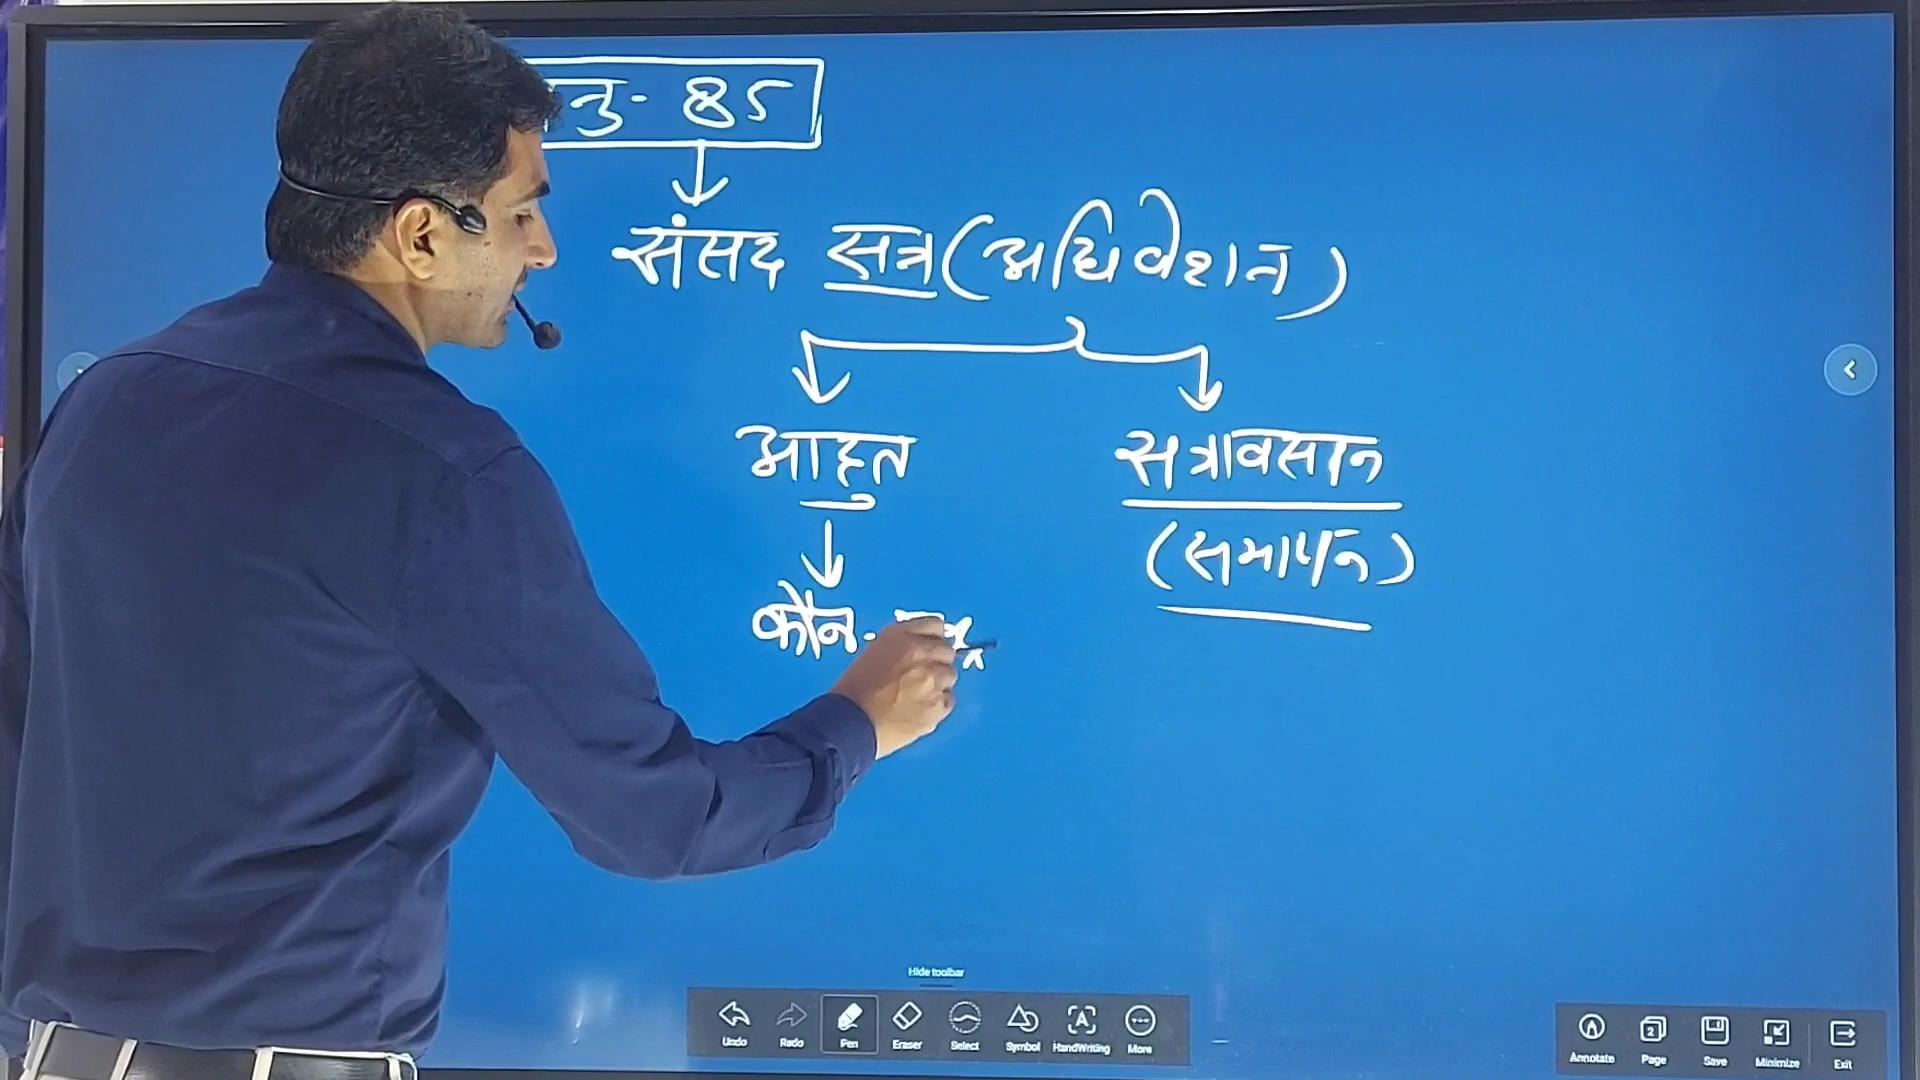 नु- 85
संसद सत्र (अधिवेशन)
आहुत
सत्रावसान
(समापन)
कौन-
Hide toolbar
Undo Redo Pen Eraser Select Symbol HandWriting More
Annotate Page Save Minimize Exit